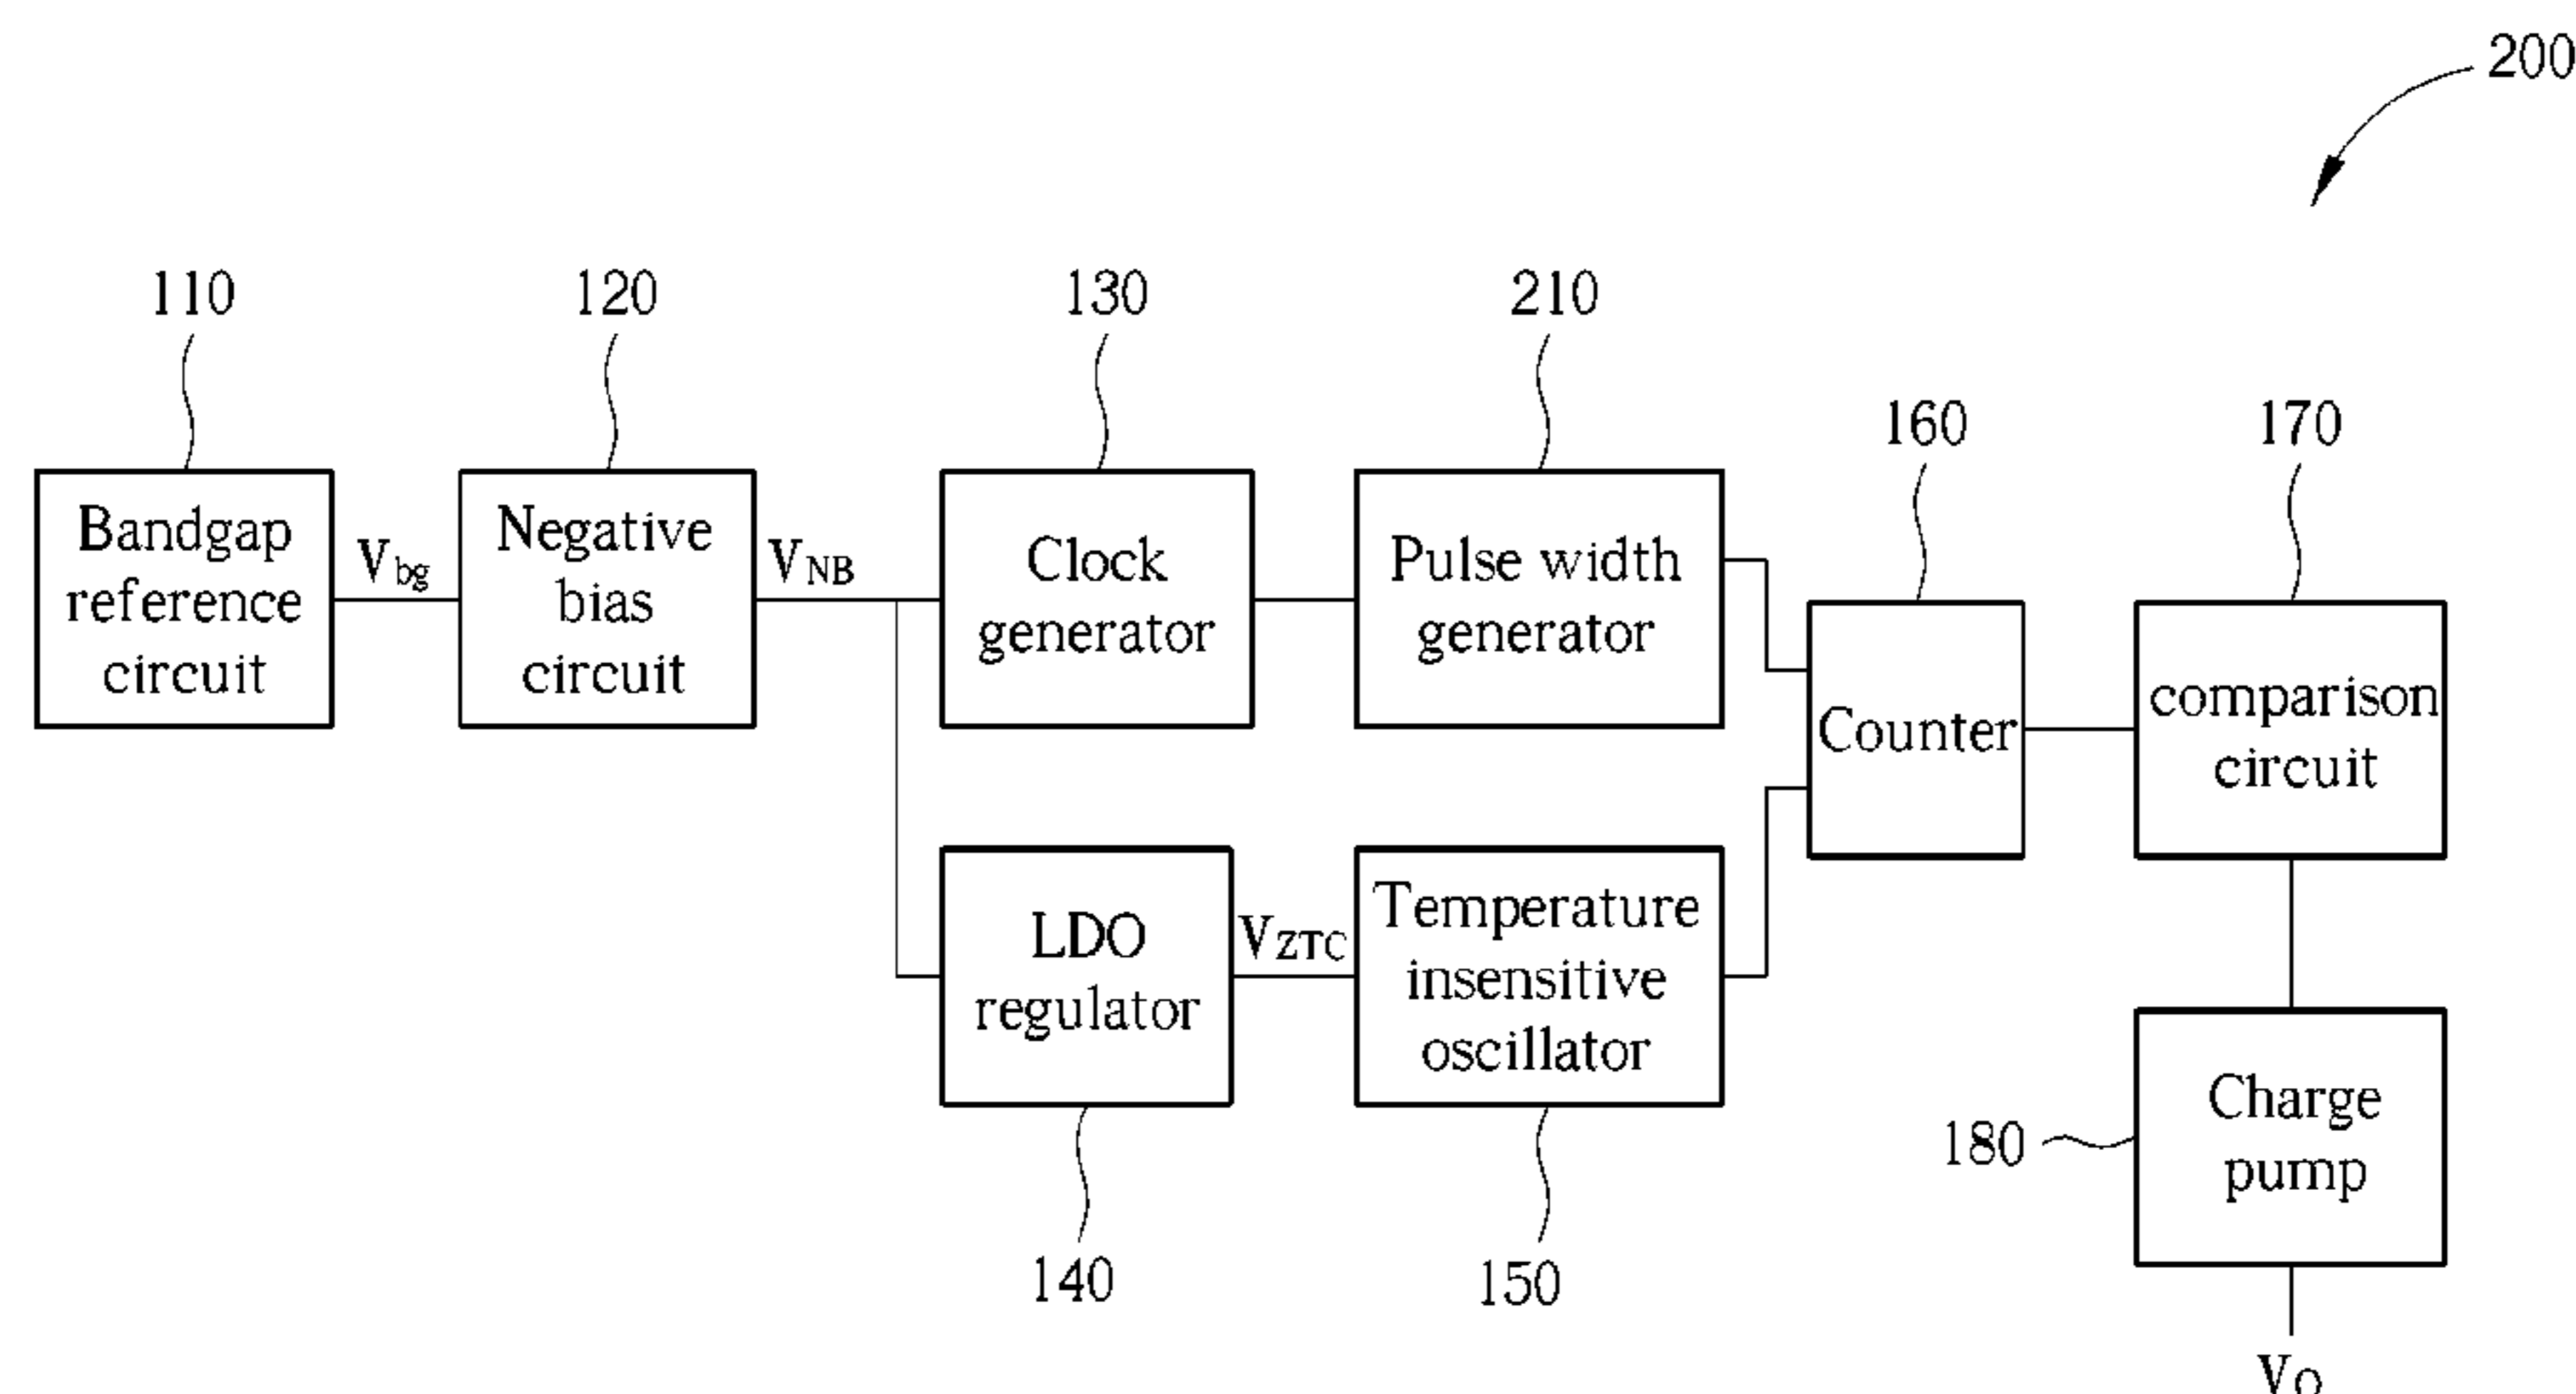 200
110
120
130
210
160
170
Bandgap
reference
circuit
Vbg
Negative
bias
circuit
VNB
Clock
generator
Pulse width
generator
Counter
comparison
circuit
LDO
regulator
VZTC
Temperature
insensitive
oscillator
Charge
pump
180
140
150
VO